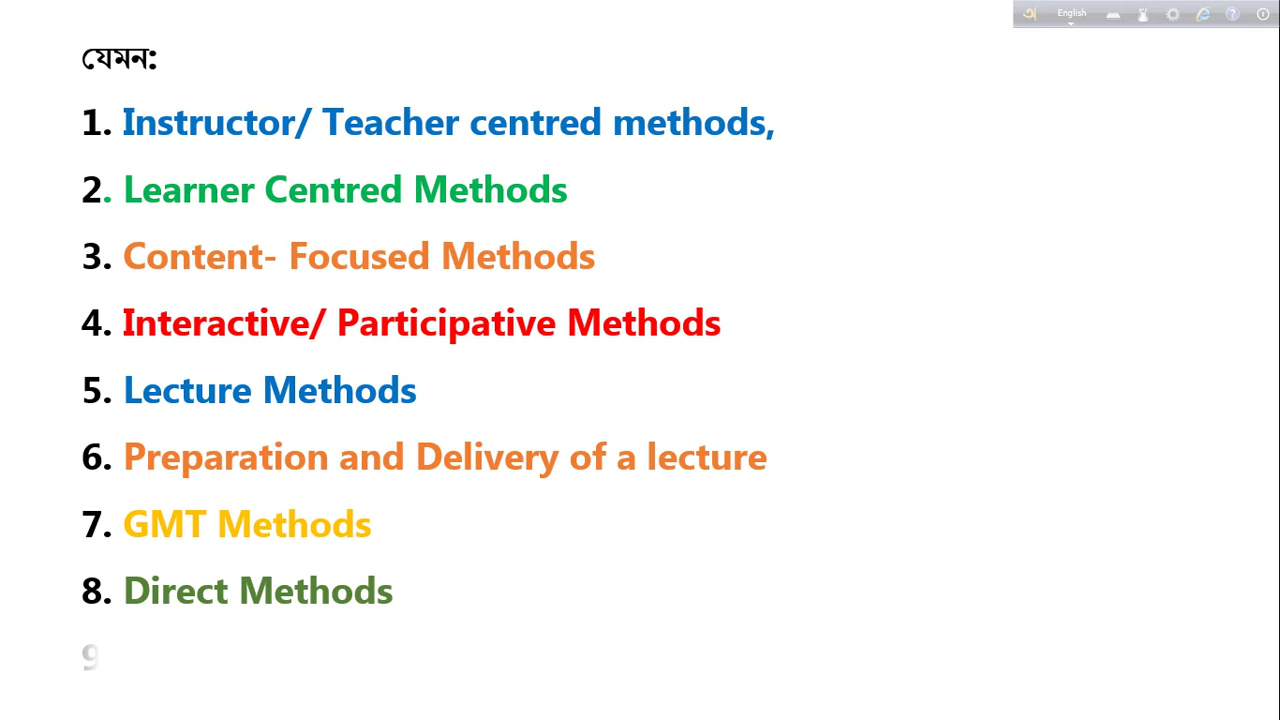 English
যেমন:
1. Instructor/ Teacher centred methods,
2. Learner Centred Methods
3. Content- Focused Methods
4. Interactive/ Participative Methods
5. Lecture Methods
6. Preparation and Delivery of a lecture
7. GMT Methods
8. Direct Methods
9